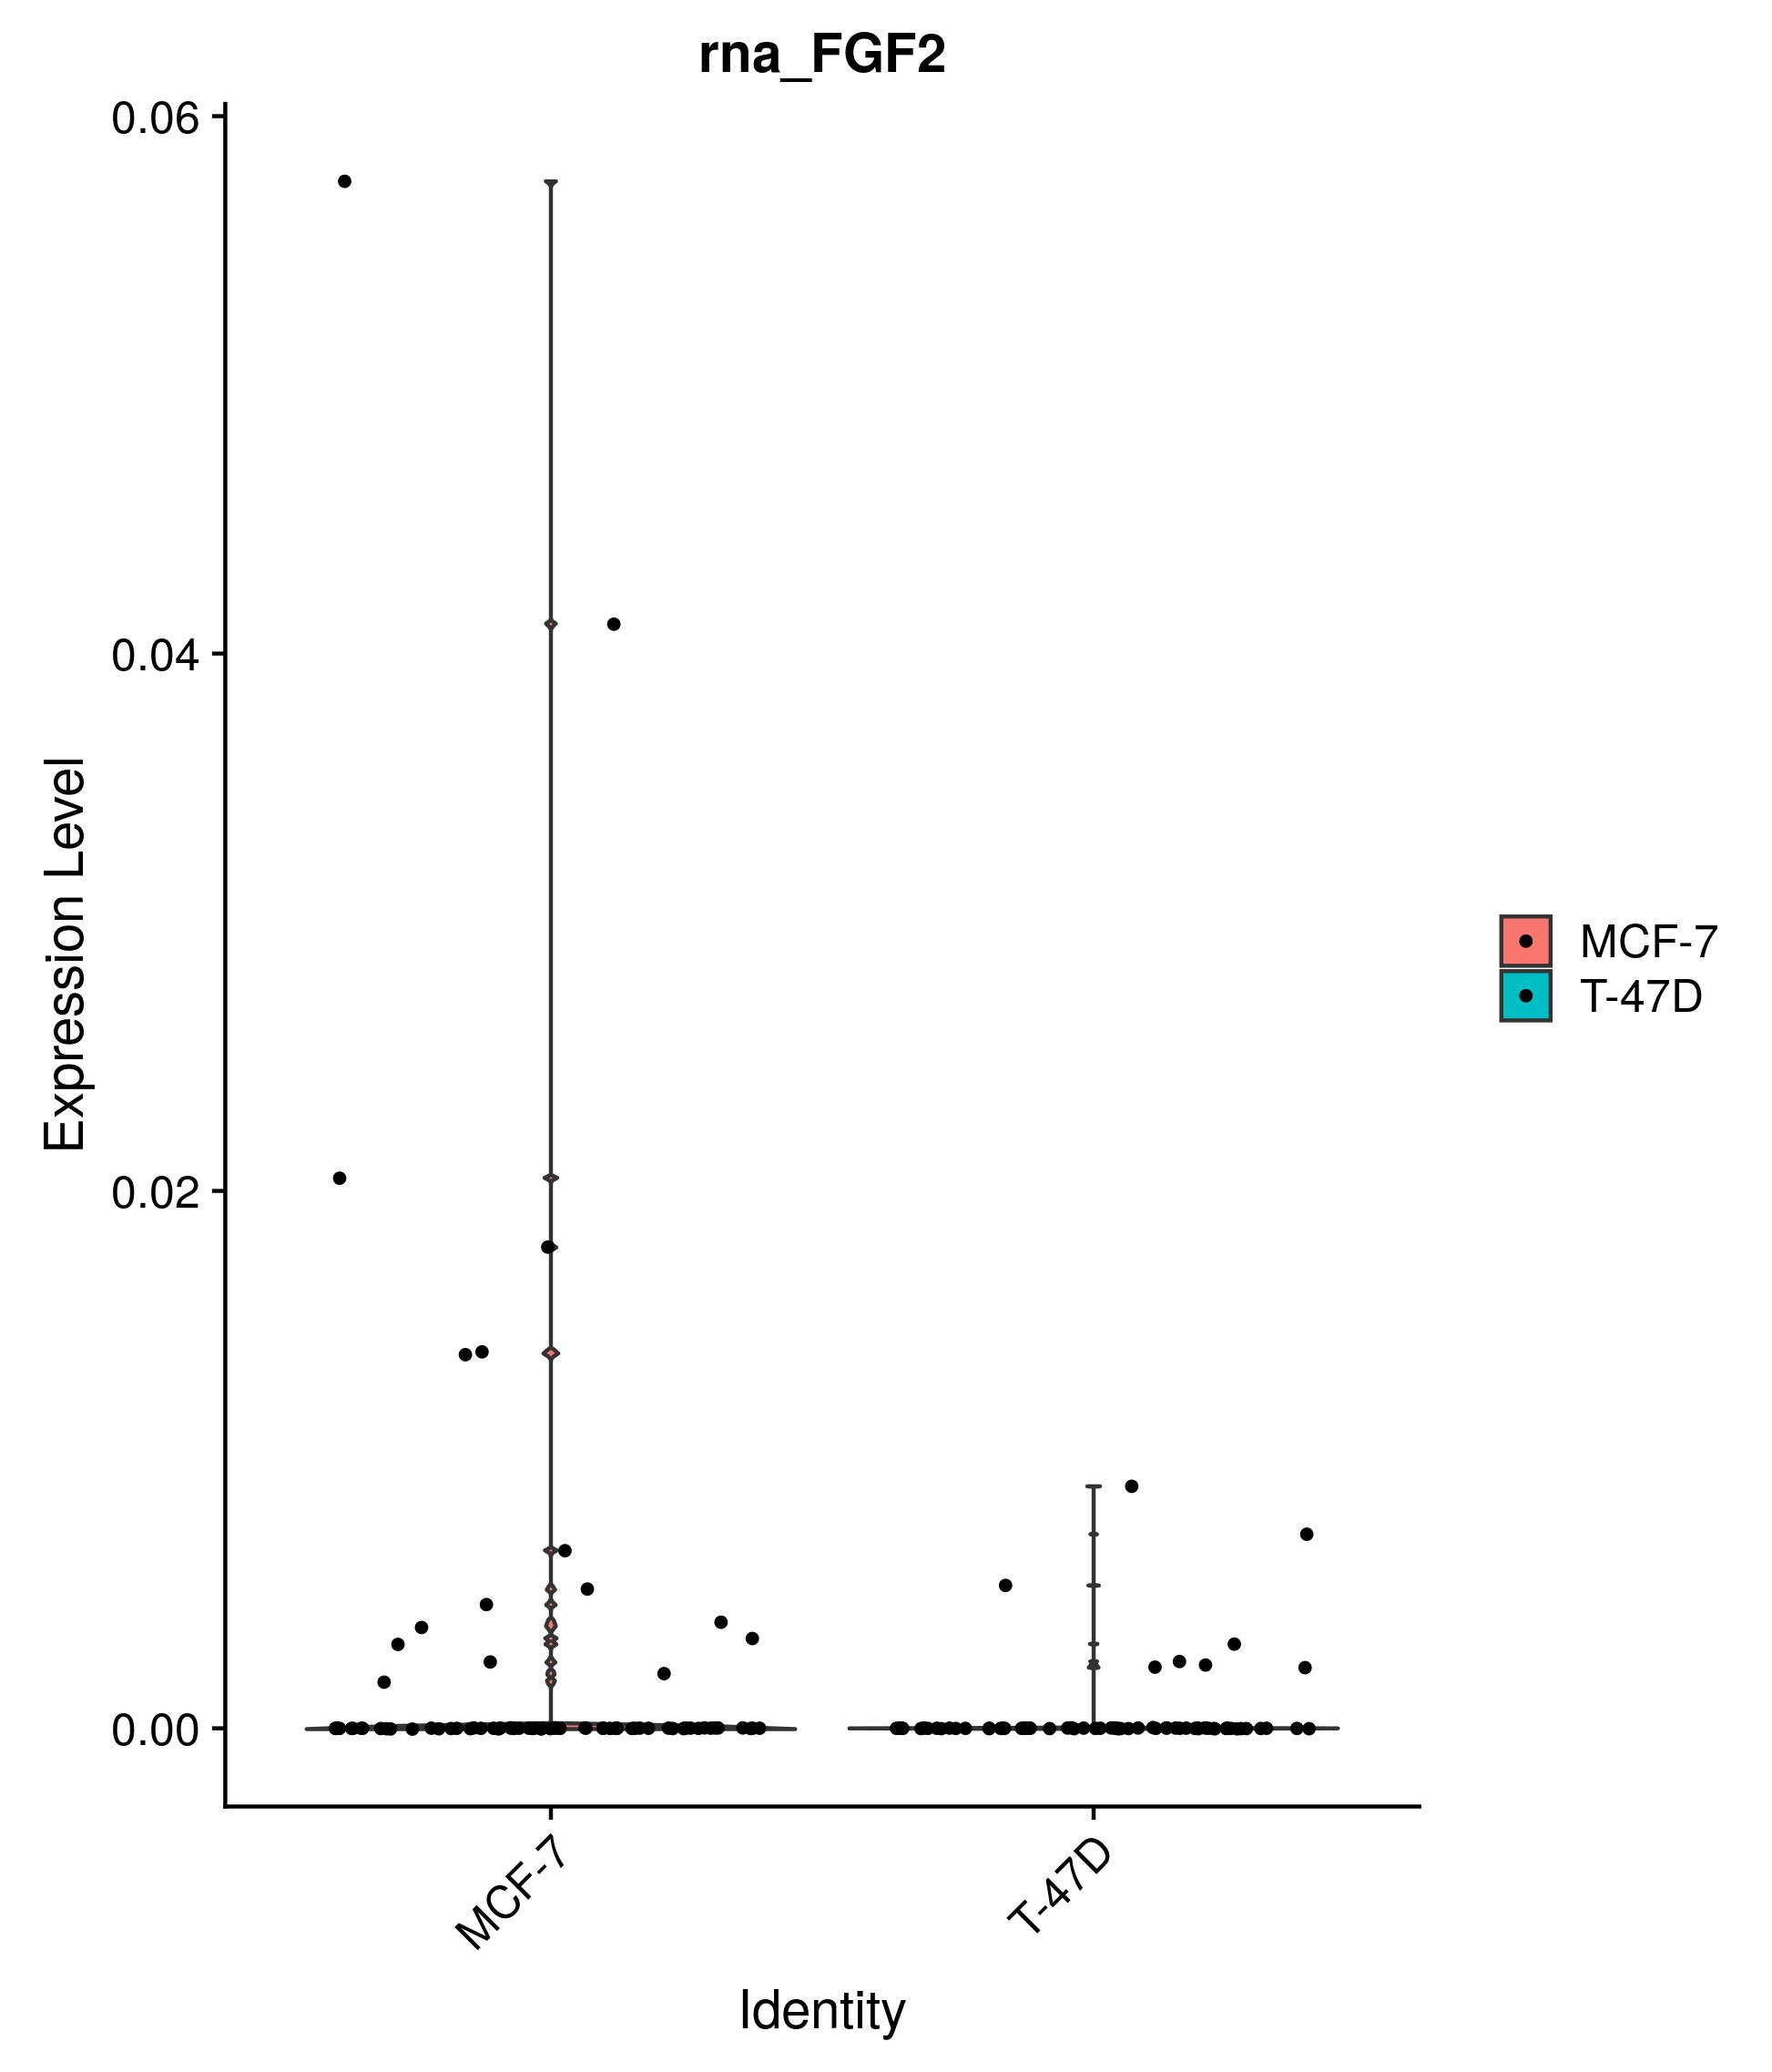 rna_FGF2
0.06
0.04
0.02
0.00
Expression Level
MCF-7
T-47D
Identity
MCF-7
T-47D